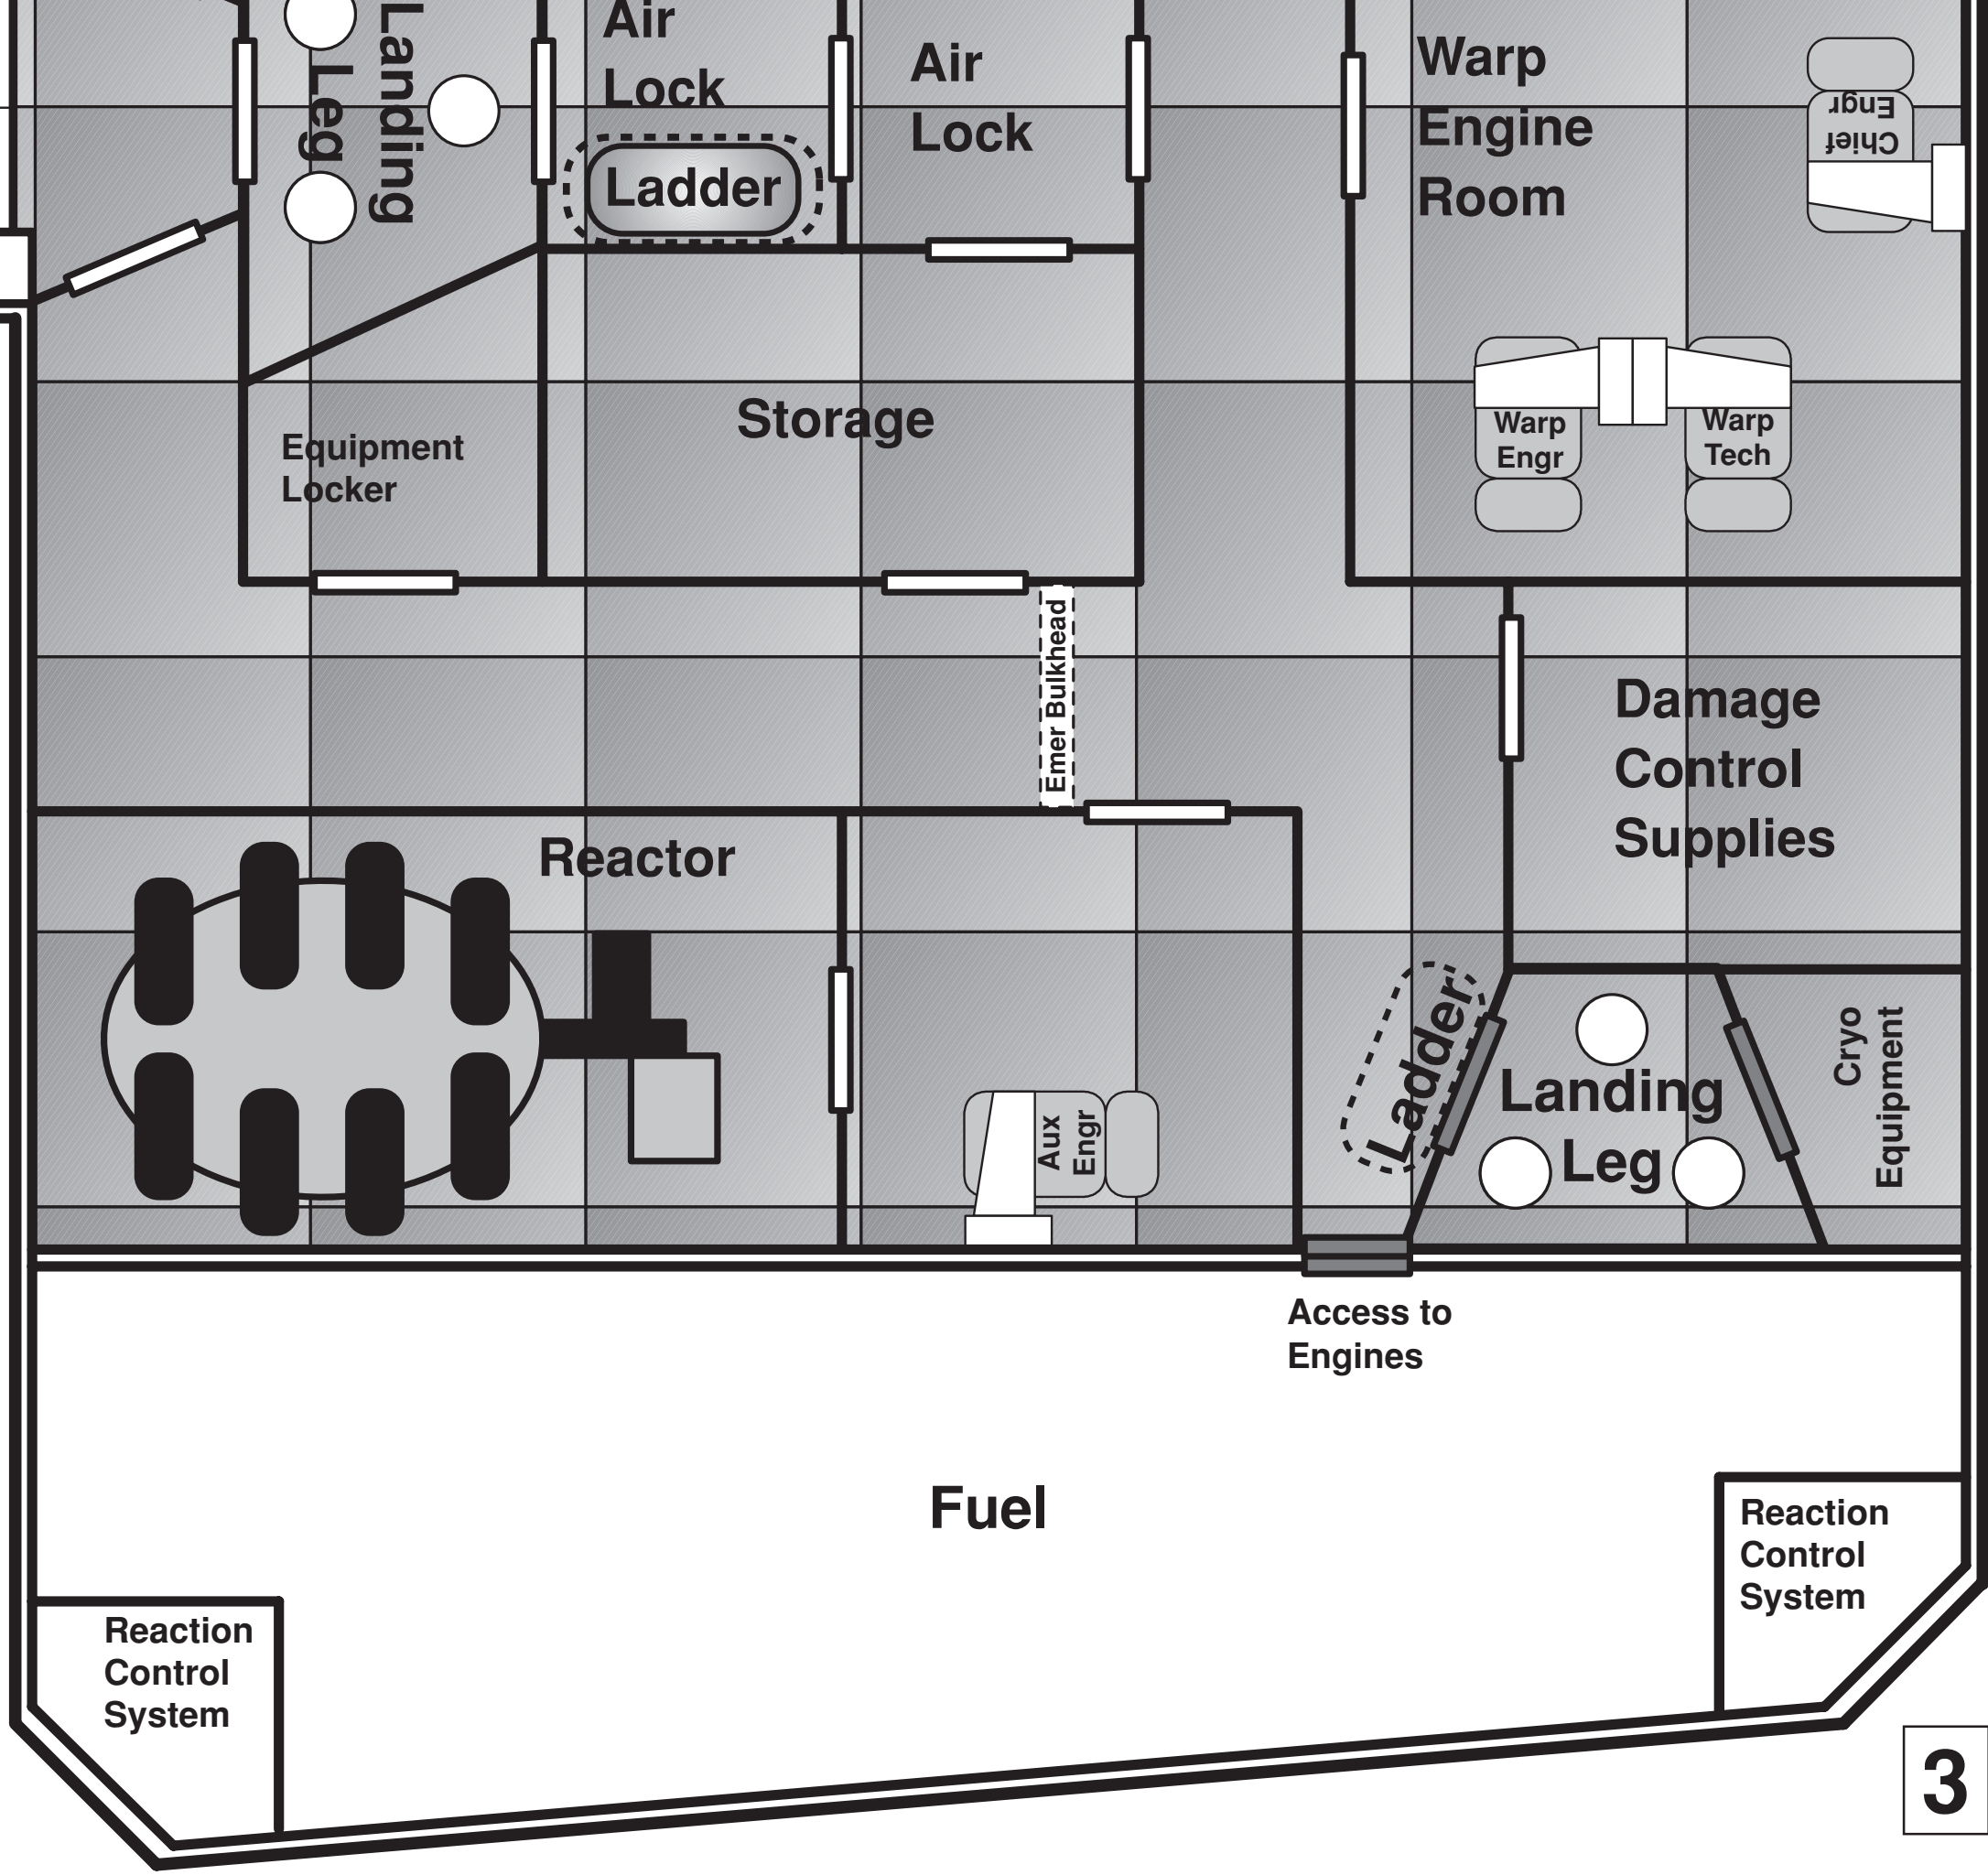 Landing
Leg
Air
Lock
Ladder
Air
Lock
Warp
Engine
Room
Chief
Engr
Equipment
Locker
Storage
Warp
Engr
Warp
Tech
Emer Bulkhead
Damage
Control
Supplies
Reactor
Aux
Engr
Ladder
Landing
Leg
Cryo
Equipment
Access to
Engines
Fuel
Reaction
Control
System
Reaction
Control
System
3